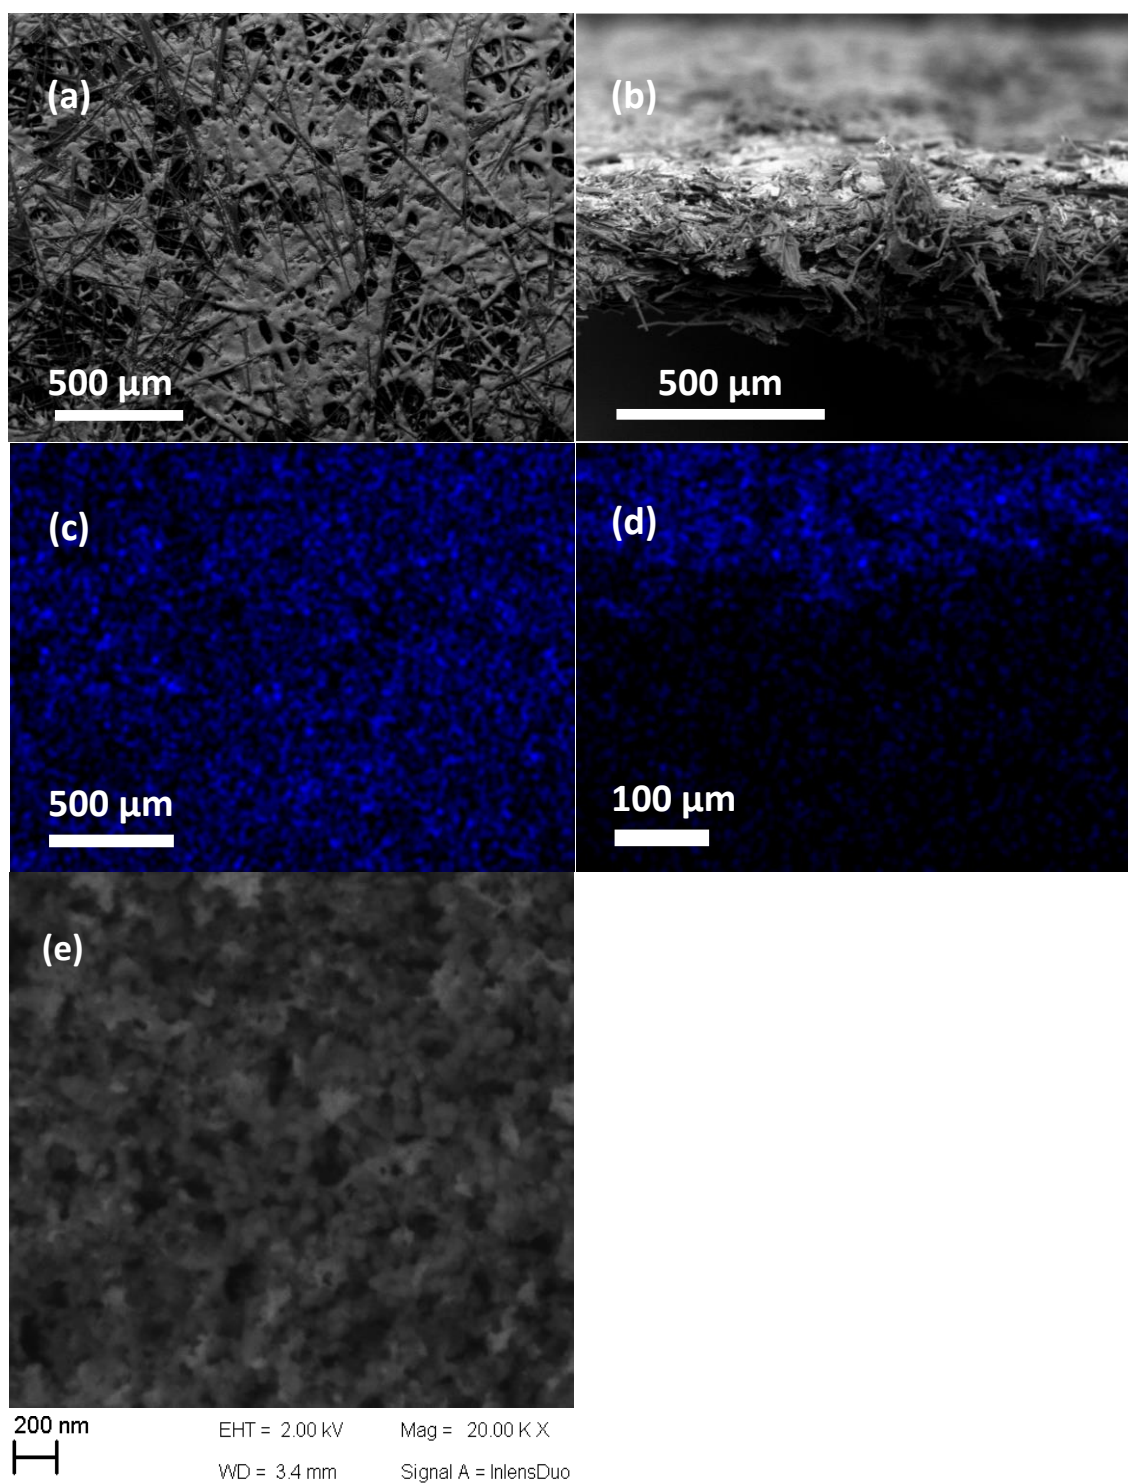 (a)
(b)
500 µm
500 µm
(c)
(d)
500 µm
100 µm
(e)
200 nm
EHT = 2.00 kV
Mag = 20.00 K X
WD = 3.4 mm
Signal A = InlensDuo